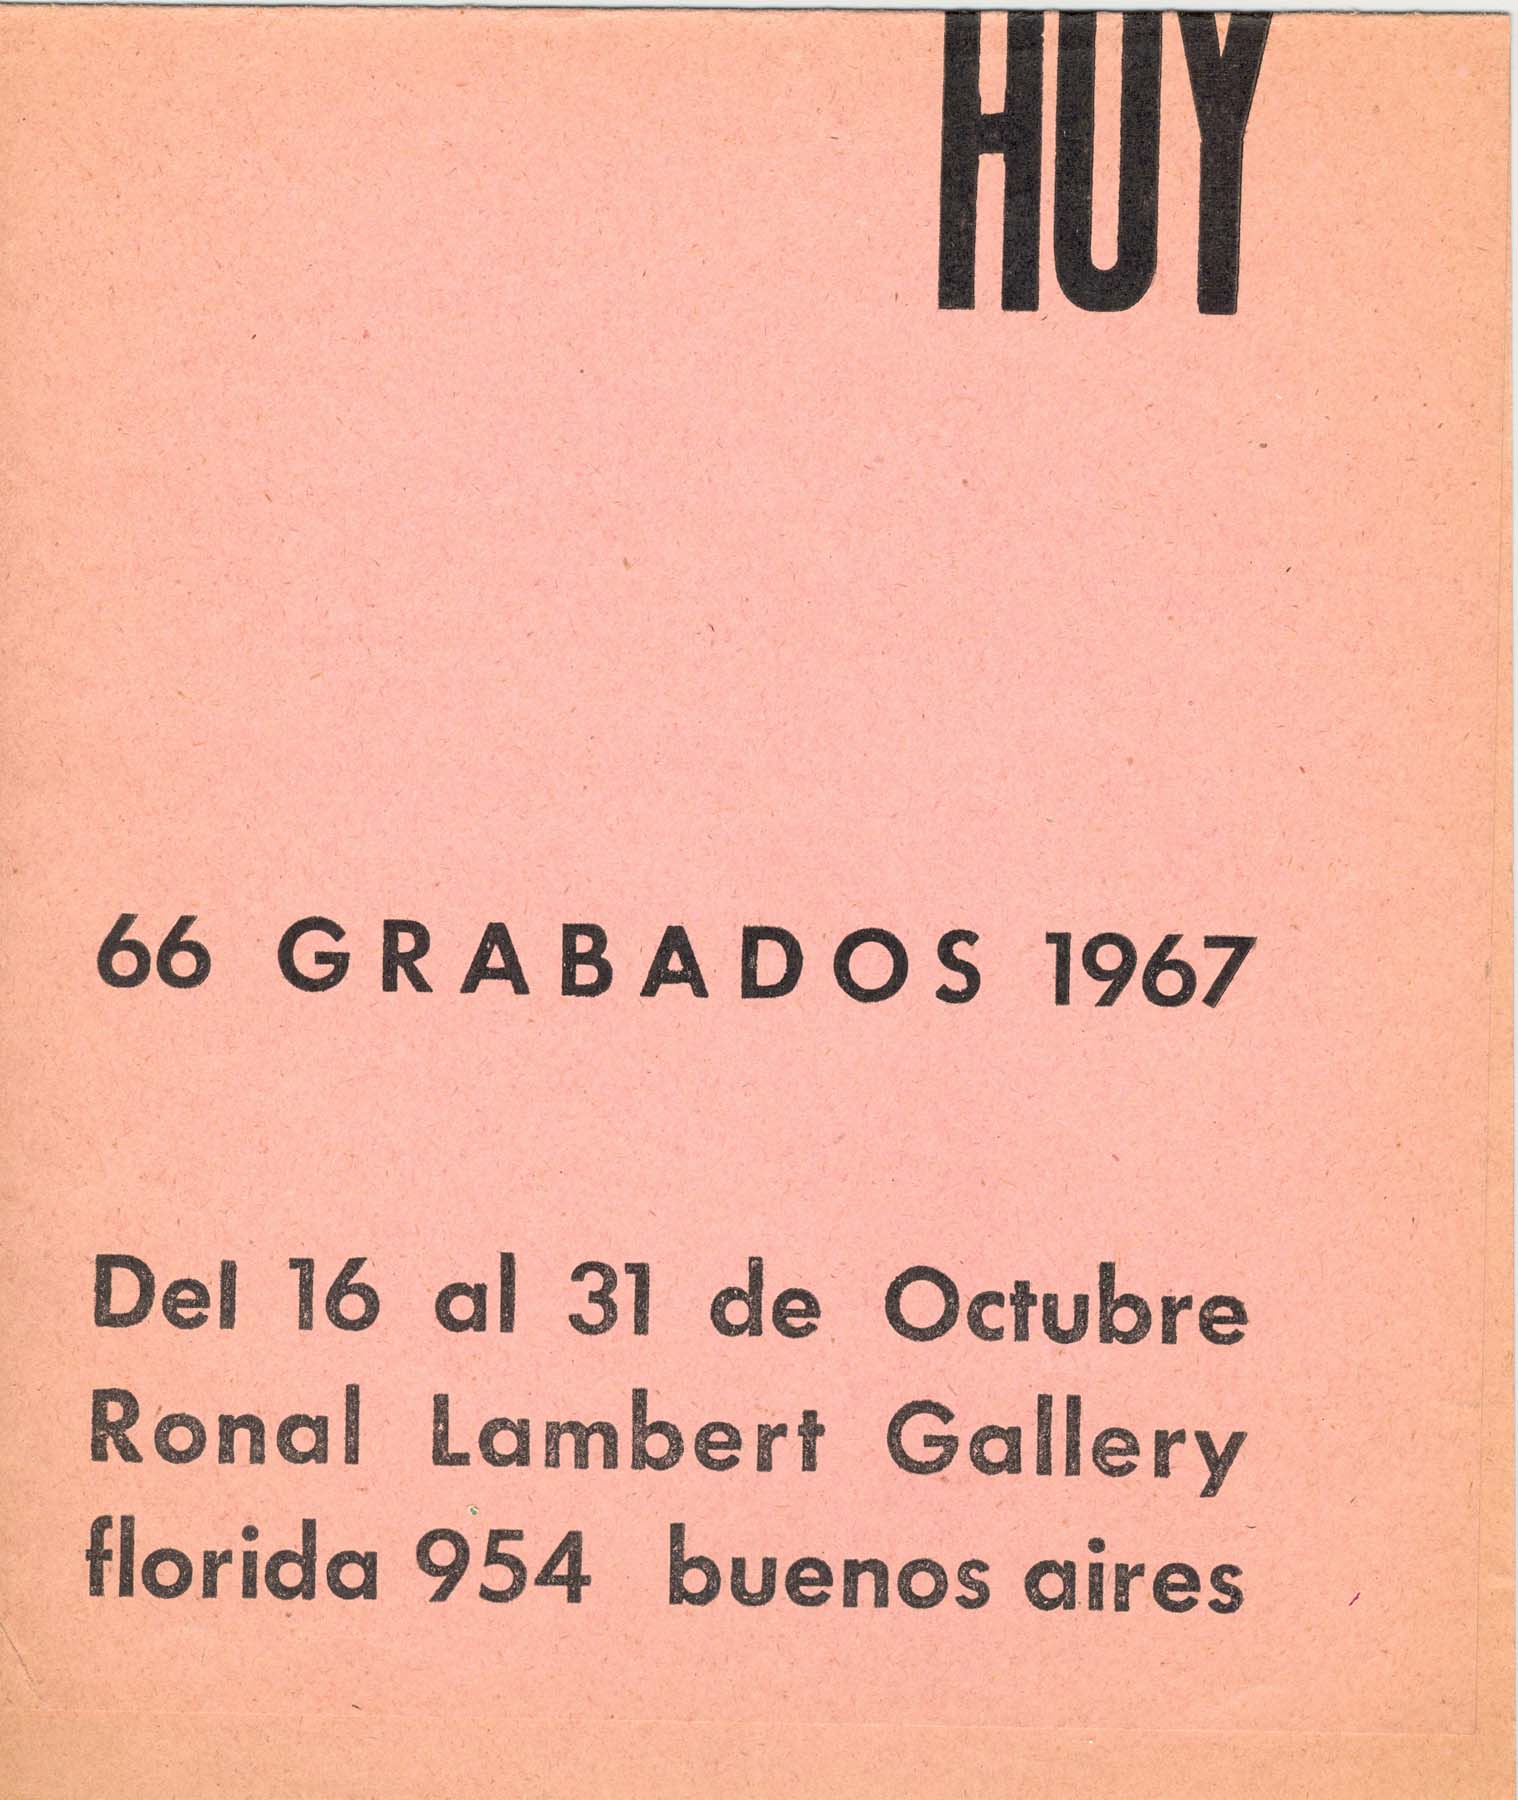 HOY
66 GRABADOS 1967
Del 16 al 31 de Octubre
Ronal Lambert Gallery
florida 954 buenos aires